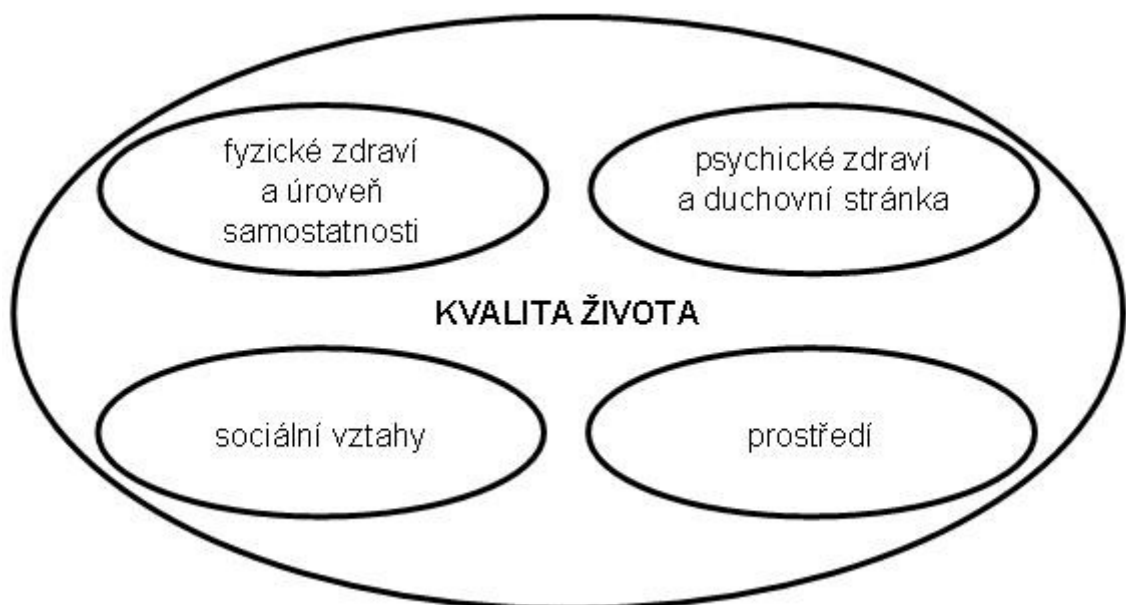 fyzické zdraví
a úroveň
samostatnosti
psychické zdraví
a duchovní stránka
KVALITA ŽIVOTA
sociální vztahy
prostředí